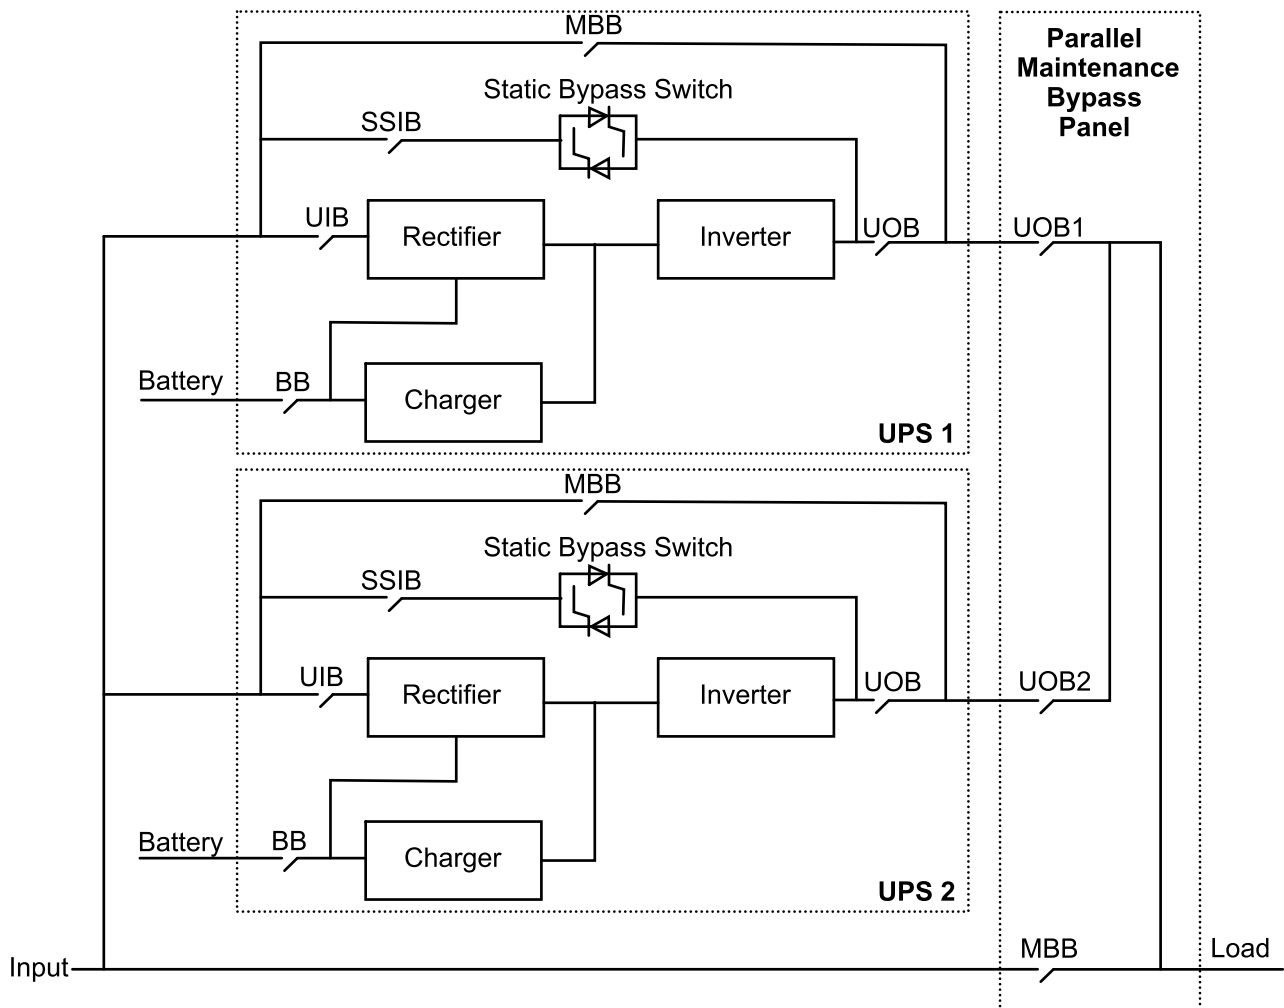 MBB
Parallel
Maintenance
Bypass
Panel
Static Bypass Switch
SSIB
UIB
Rectifier
Inverter
UOB
UOB1
Battery
BB
Charger
UPS 1
MBB
Static Bypass Switch
SSIB
UIB
Rectifier
Inverter
UOB
UOB2
Battery
BB
Charger
UPS 2
Input
MBB
Load